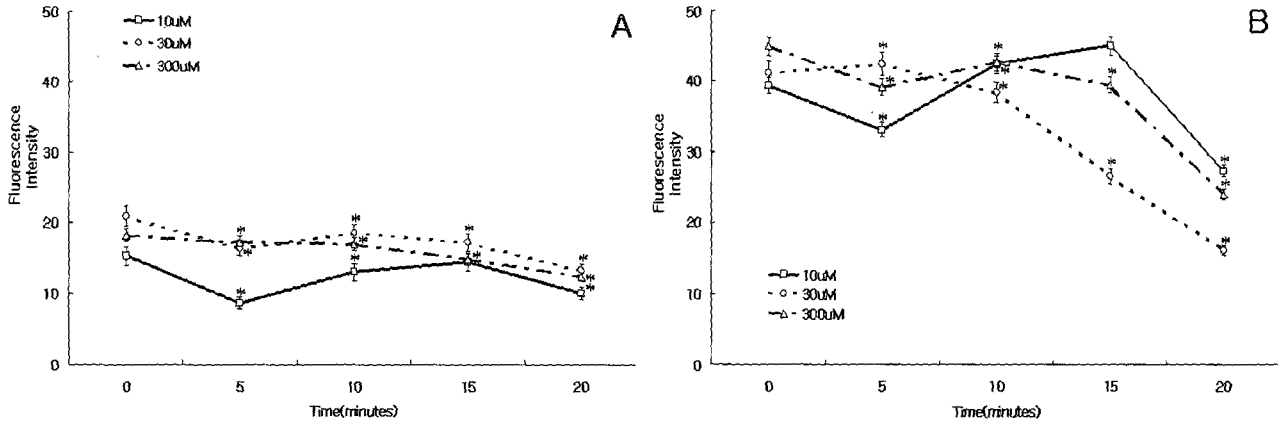 A
10uM
30uM
300uM
50
40
30
20
10
0
Fluorescence
Intensity
* * * * * * * * * * *
0 5 10 15 20
Time(minutes)
B
50
40
30
20
10
0
Fluorescence
Intensity
* * * * * * * * * * *
10uM
30uM
300uM
0 5 10 15 20
Time(minutes)